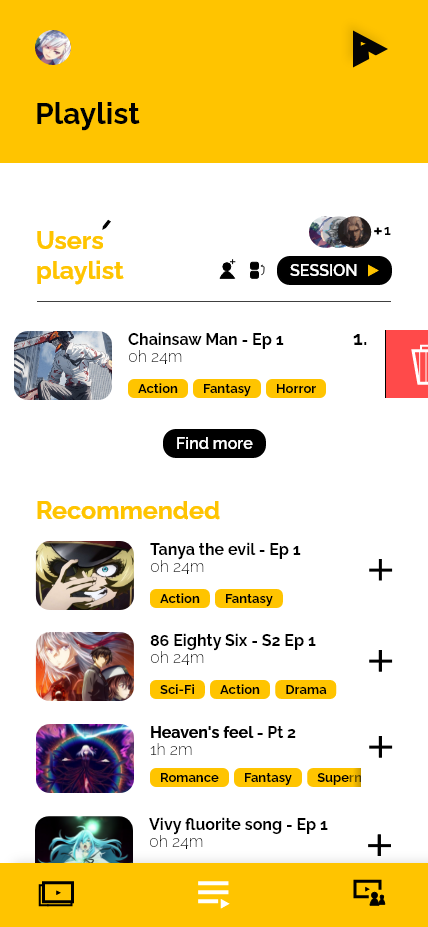 Playlist
+1
Users
playlist
SESSION
Chainsaw Man - Ep 1
1.
0h 24m
Action Fantasy Horror
Find more
Recommended
Tanya the evil - Ep 1
0h 24m
Action Fantasy
86 Eighty Six - S2 Ep 1
0h 24m
Sci-Fi Action Drama
Heaven's feel - Pt 2
1h 2m
Romance Fantasy
Vivy fluorite song - Ep 1
0h 24m